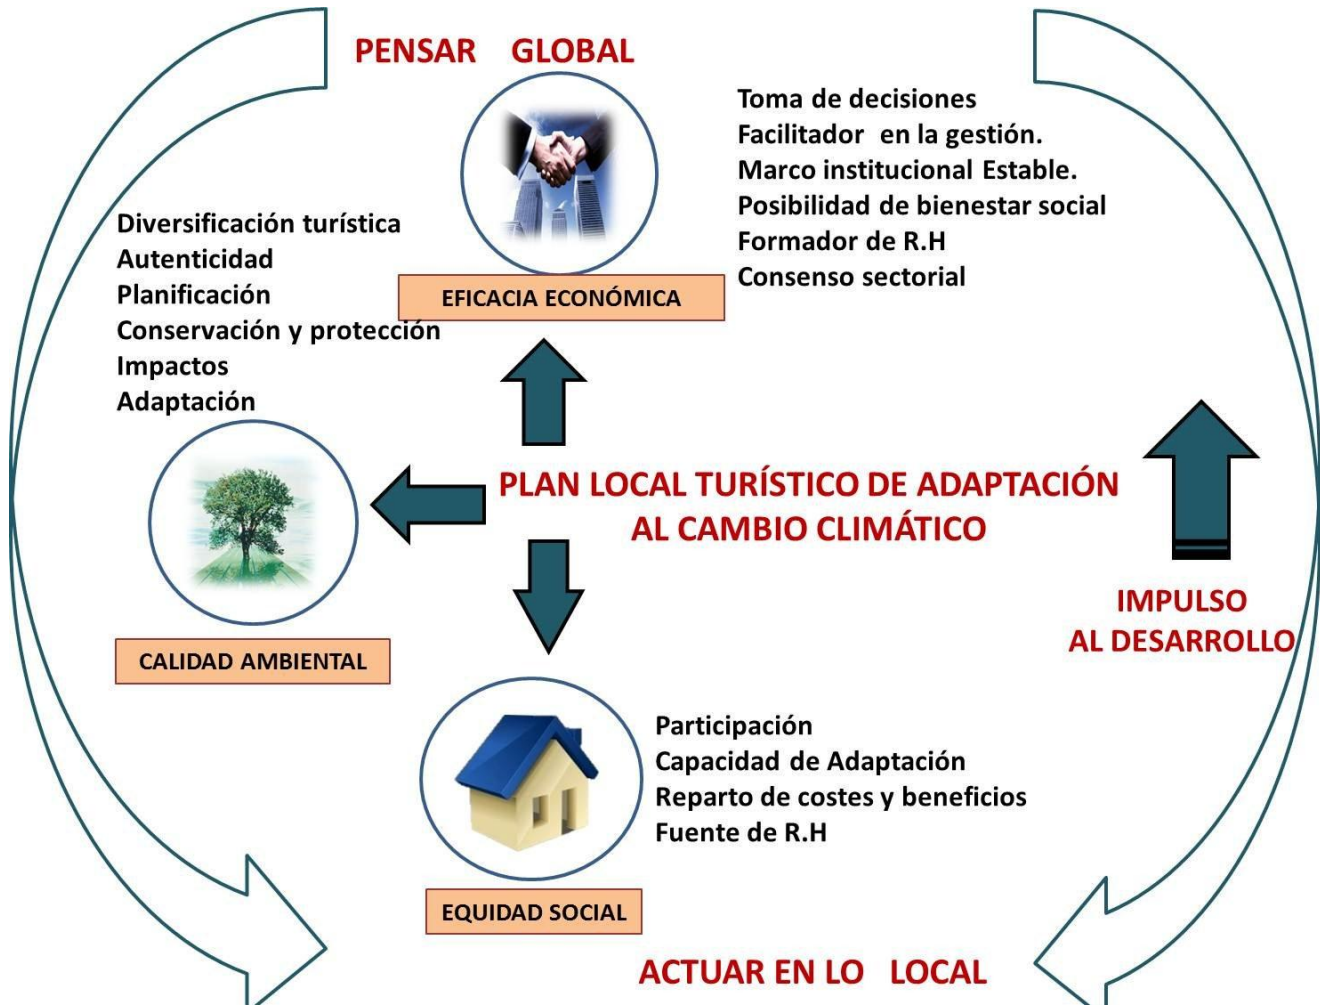 PENSAR GLOBAL
Toma de decisiones
Facilitador en la gestión.
Marco institucional Estable.
Posibilidad de bienestar social
Formador de R.H
Consenso sectorial
EFICACIA ECONÓMICA
Diversificación turística
Autenticidad
Planificación
Conservación y protección
Impactos
Adaptación
CALIDAD AMBIENTAL
PLAN LOCAL TURÍSTICO DE ADAPTACIÓN
AL CAMBIO CLIMÁTICO
IMPULSO
AL DESARROLLO
Participación
Capacidad de Adaptación
Reparto de costes y beneficios
Fuente de R.H
EQUIDAD SOCIAL
ACTUAR EN LO LOCAL